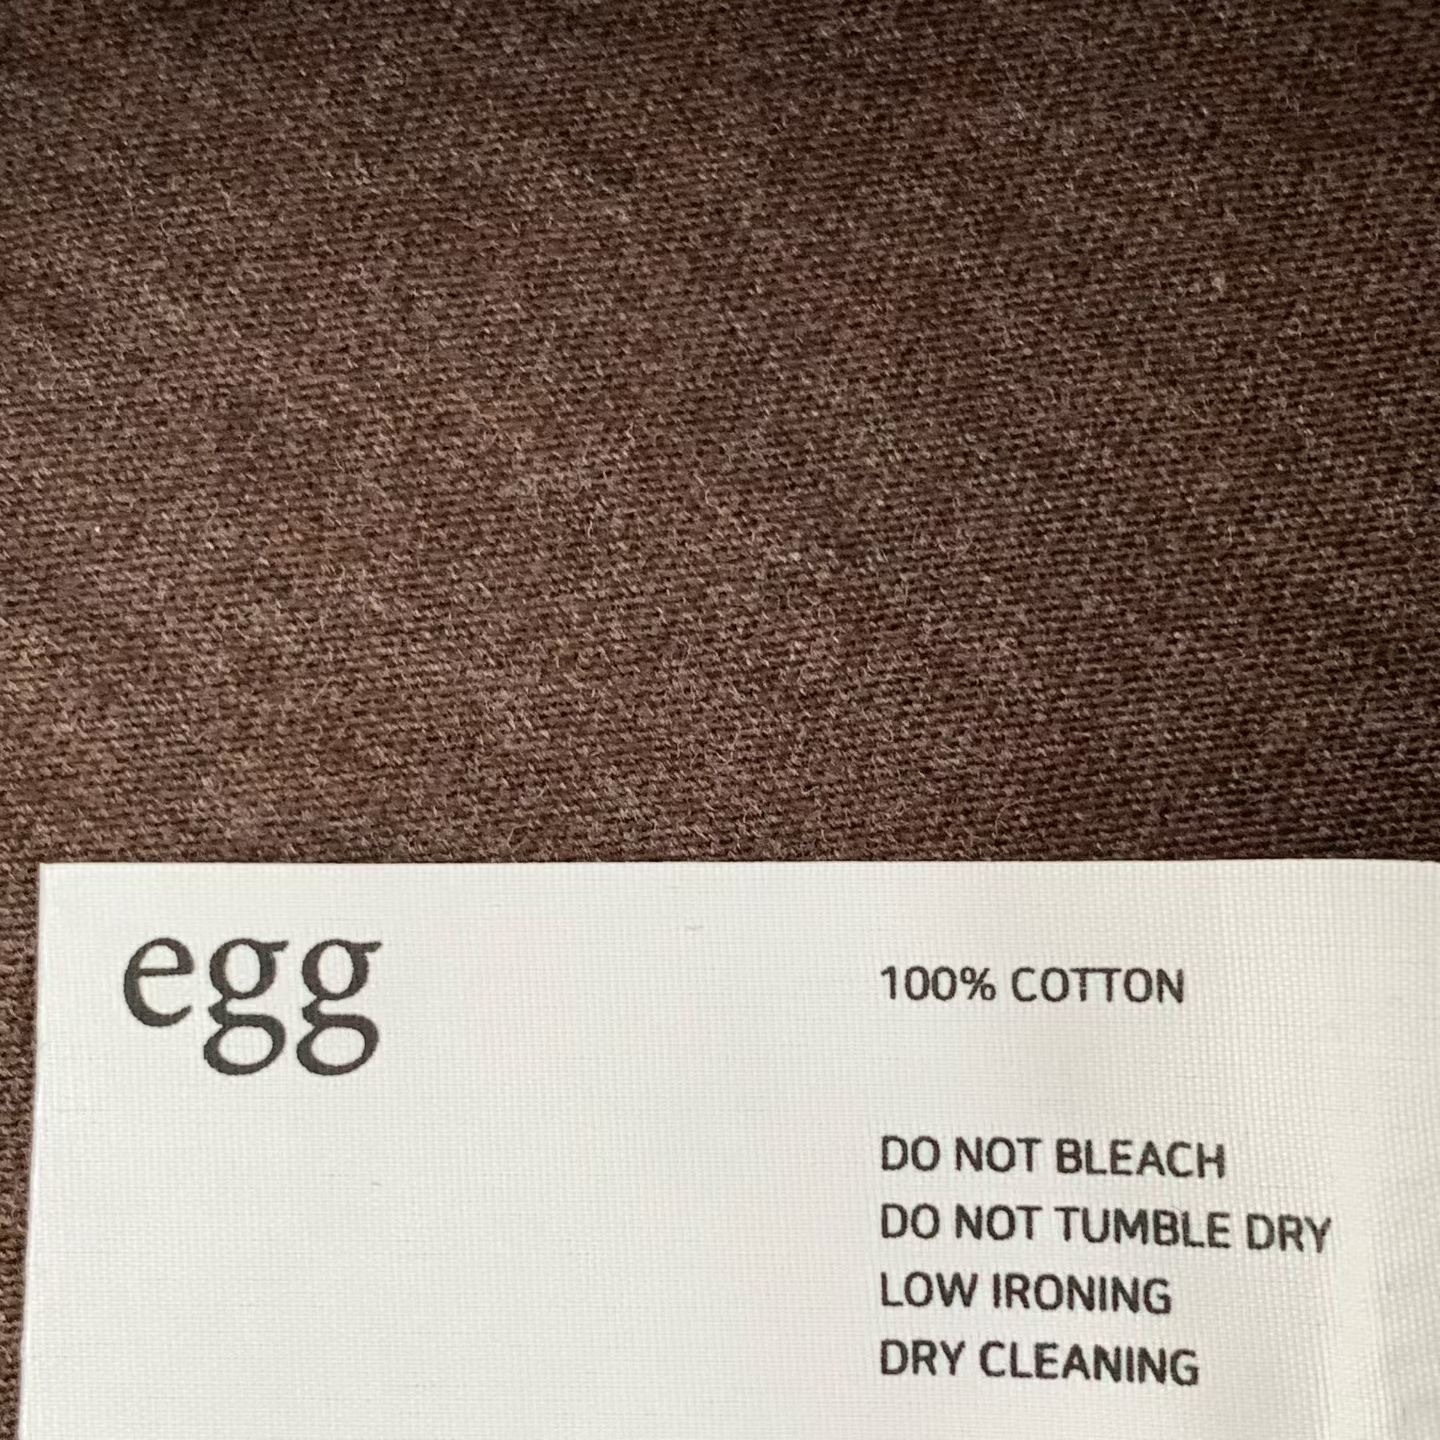 egg
100% COTTON
DO NOT BLEACH
DO NOT TUMBLE DRY
LOW IRONING
DRY CLEANING